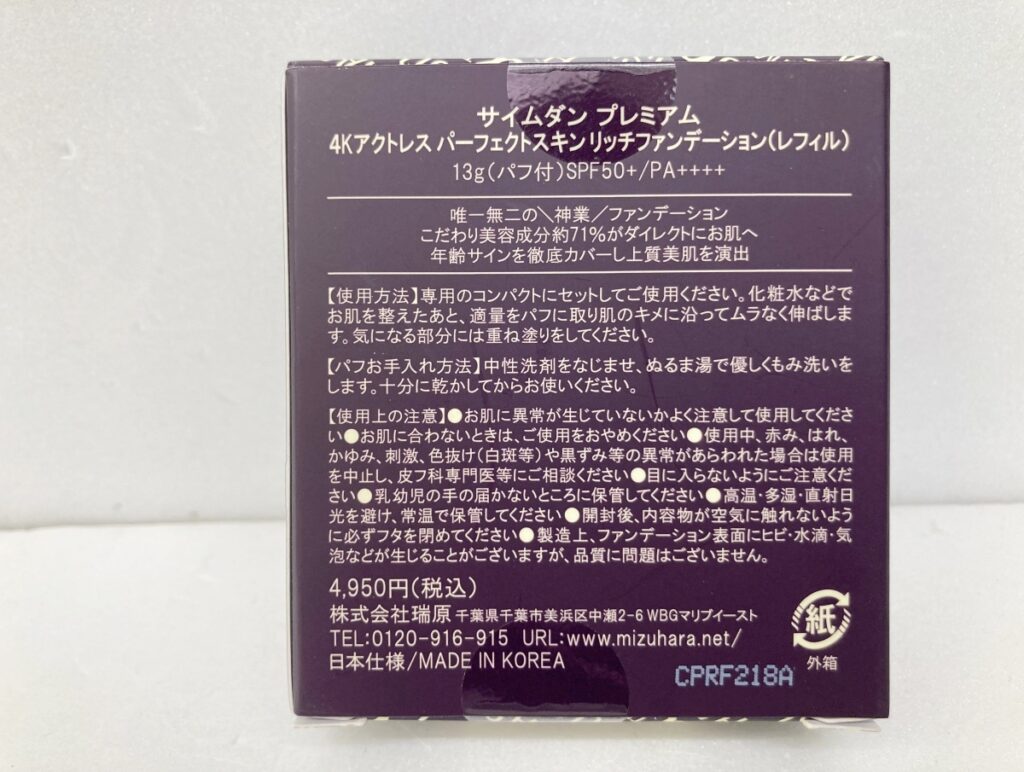 サイムダン プレミアム
4Kアクトレス パーフェクトスキン リッチファンデーション(レフィル)
13g(パフ付)SPF50+/PA++++
唯一無二の＼神業／ファンデーション
こだわり美容成分約71%がダイレクトにお肌へ
年齢サインを徹底カバーし上質美肌を演出
【使用方法】専用のコンパクトにセットしてご使用ください。化粧水などで
お肌を整えたあと、適量をパフに取り肌のキメに沿ってムラなく伸ばしま
す。気になる部分には重ね塗りをしてください。
【パフお手入れ方法】中性洗剤をなじませ、ぬるま湯で優しくもみ洗いを
します。十分に乾かしてからお使いください。
【使用上の注意】●お肌に異常が生じていないかよく注意して使用してくださ
い●お肌に合わないときは、ご使用をおやめください●使用中、赤み、はれ、
かゆみ、刺激、色抜け(白斑等)や黒ずみ等の異常があらわれた場合は使用
を中止し、皮フ科専門医等にご相談ください●目に入らないようにご注意くだ
さい●乳幼児の手の届かないところに保管してください●高温・多湿・直射日
光を避け、常温で保管してください●開封後、内容物が空気に触れないよう
に必ずフタを閉めてください●製造上、ファンデーション表面にヒビ・水滴・気
泡などが生じることがございますが、品質に問題はございません。
4,950円(税込)
株式会社瑞原 千葉県千葉市美浜区中瀬2-6 WBGマリブイースト
TEL:0120-916-915 URL:www.mizuhara.net/
日本仕様/MADE IN KOREA
紙
外箱
CPRF218A